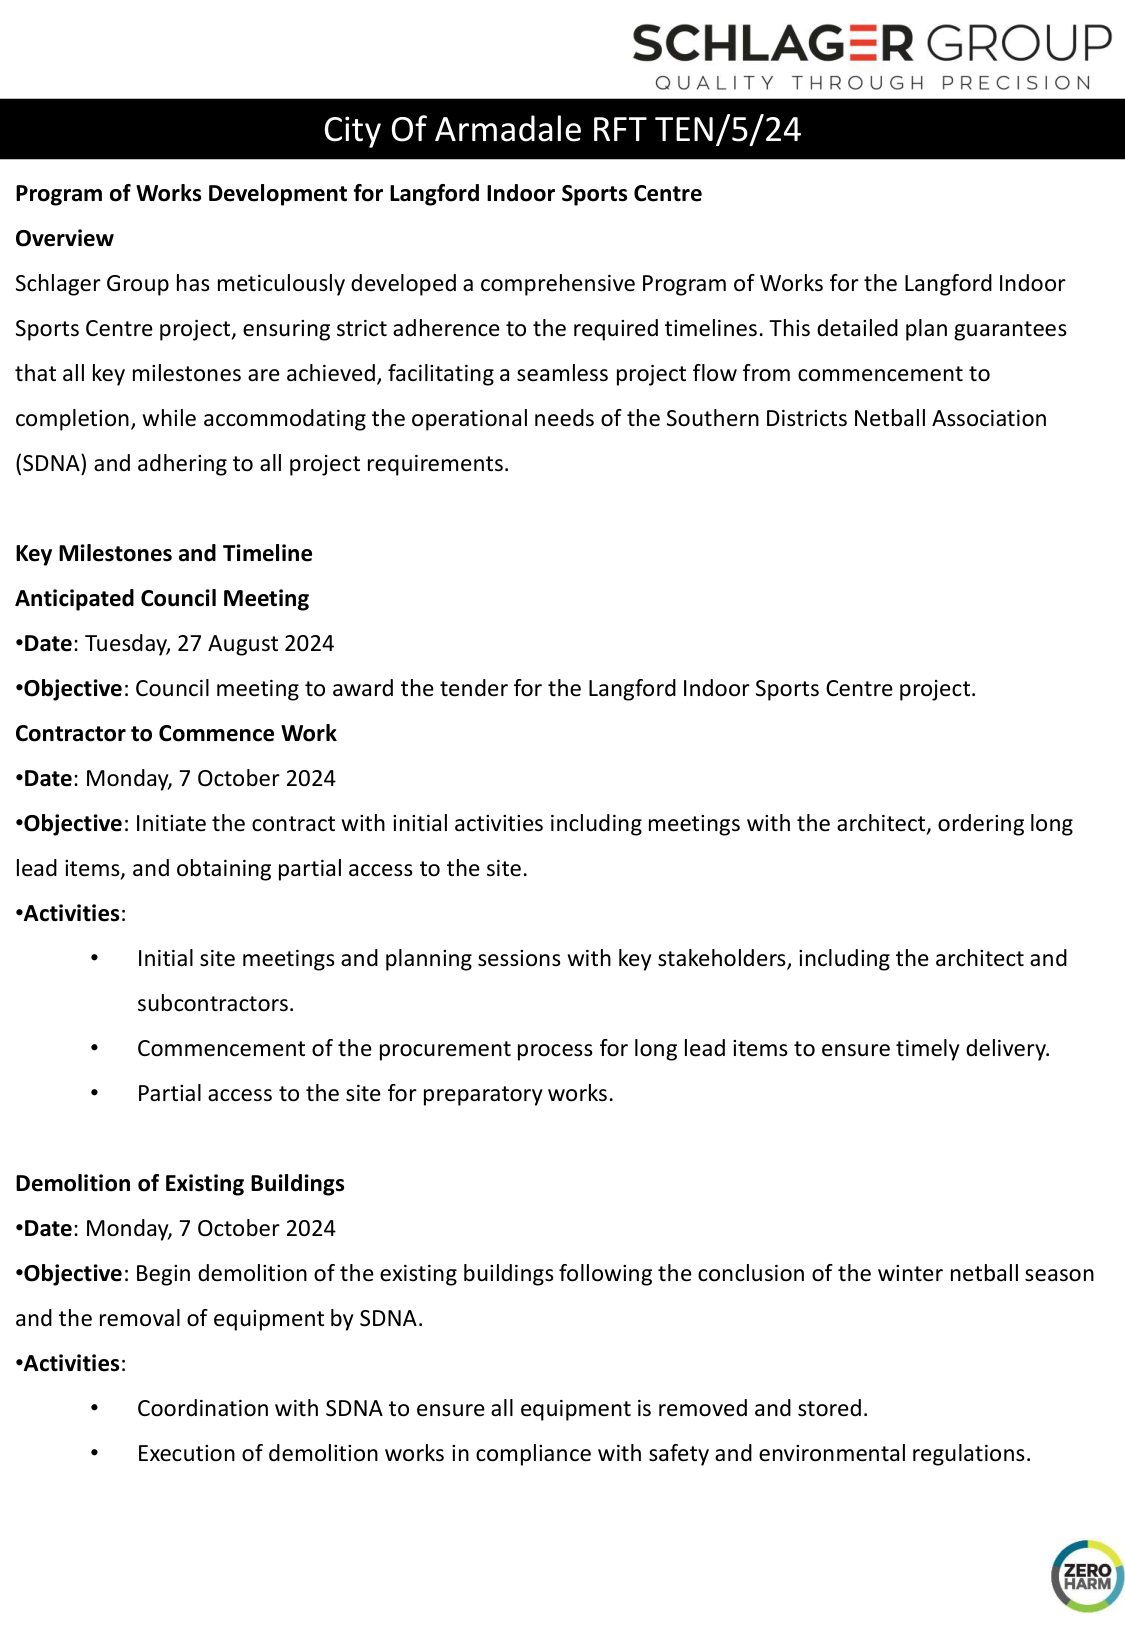 SCHLAGER GROUP
QUALITY THROUGH PRECISION
City Of Armadale RFT TEN/5/24
Program of Works Development for Langford Indoor Sports Centre
Overview
Schlager Group has meticulously developed a comprehensive Program of Works for the Langford Indoor
Sports Centre project, ensuring strict adherence to the required timelines. This detailed plan guarantees
that all key milestones are achieved, facilitating a seamless project flow from commencement to
completion, while accommodating the operational needs of the Southern Districts Netball Association
(SDNA) and adhering to all project requirements.
Key Milestones and Timeline
Anticipated Council Meeting
•Date: Tuesday, 27 August 2024
•Objective: Council meeting to award the tender for the Langford Indoor Sports Centre project.
Contractor to Commence Work
•Date: Monday, 7 October 2024
•Objective: Initiate the contract with initial activities including meetings with the architect, ordering long
lead items, and obtaining partial access to the site.
•Activities:
• Initial site meetings and planning sessions with key stakeholders, including the architect and
subcontractors.
• Commencement of the procurement process for long lead items to ensure timely delivery.
• Partial access to the site for preparatory works.
Demolition of Existing Buildings
•Date: Monday, 7 October 2024
•Objective: Begin demolition of the existing buildings following the conclusion of the winter netball season
and the removal of equipment by SDNA.
•Activities:
• Coordination with SDNA to ensure all equipment is removed and stored.
• Execution of demolition works in compliance with safety and environmental regulations.
ZERO
HARM